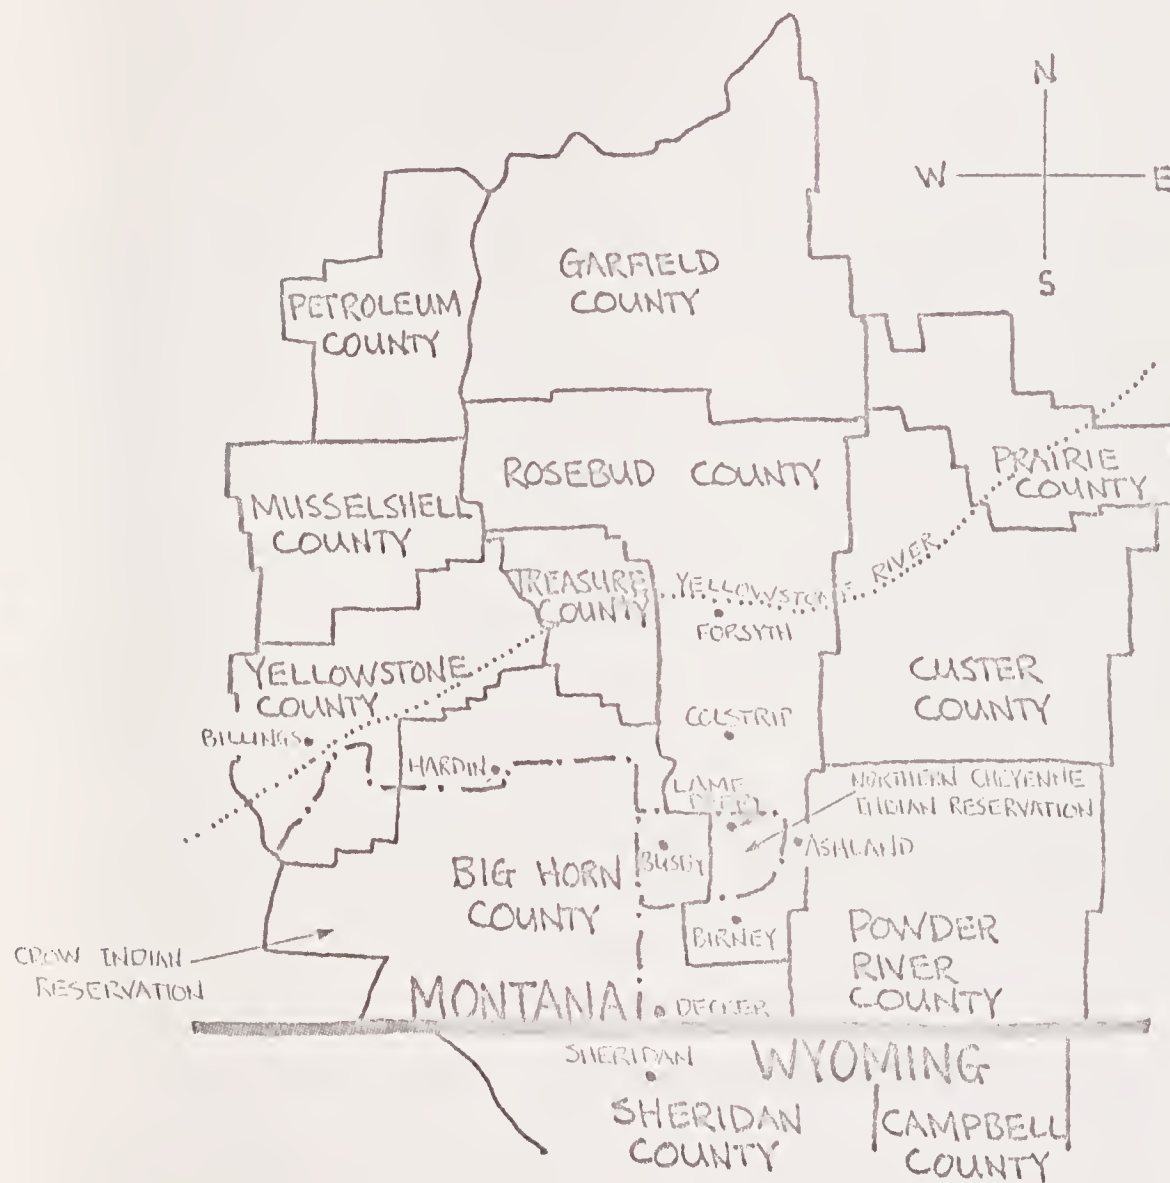 N
W
E
S
GARFIELD
COUNTY
PETROLEUM
COUNTY
ROSEBUD COUNTY
PRAIRIE
COUNTY
MUSSELSHELL
COUNTY
TREASURE
COUNTY
YELLOWSTONE RIVER
FORSYTH
YELLOWSTONE
COUNTY
CUSTER
COUNTY
BILLINGS
COLSTRIP
HARDIN
LAME
DEER
NORTHERN CHEYENNE
INDIAN RESERVATION
ASHLAND
BUSBY
BIG HORN
COUNTY
BIRNEY
POWDER
RIVER
COUNTY
CROW INDIAN
RESERVATION
MONTANA
DECKER
SHERIDAN
WYOMING
SHERIDAN
COUNTY
CAMPBELL
COUNTY